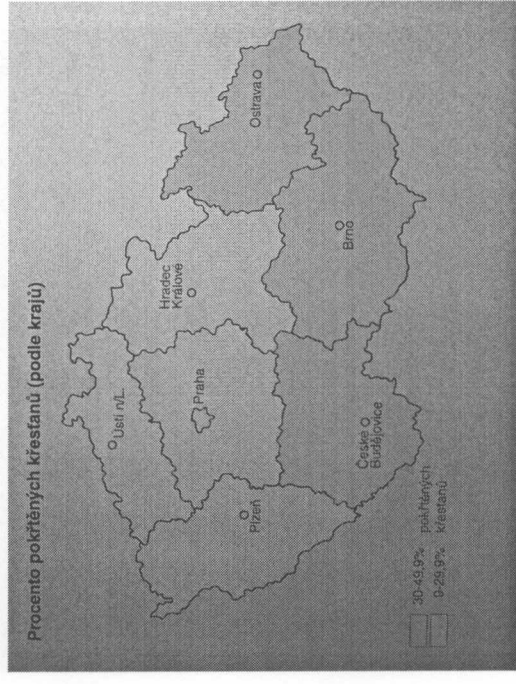 Procento pokřtěných křesťanů (podle krajů)
Ústí n/L.
Hradec
Králové
Praha
Plzeň
Ostrava
Brno
České
Budějovice
30-49,9% pokřtěných
0-29,9% křesťanů